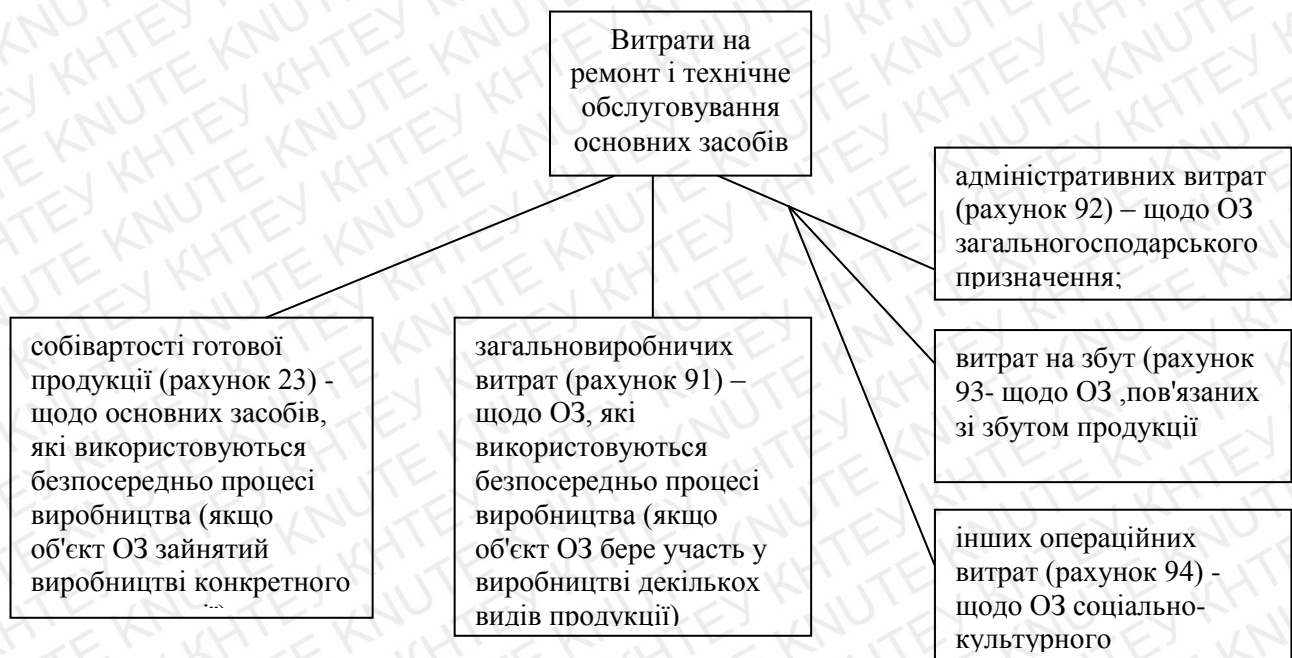 Витрати на
ремонт і технічне
обслуговування
основних засобів
собівартості готової
продукції (рахунок 23) -
щодо основних засобів,
які використовуються
безпосередньо процесі
виробництва (якщо
об'єкт ОЗ зайнятий
виробництві конкретного
загальновиробничих
витрат (рахунок 91) –
щодо ОЗ, які
використовуються
безпосередньо процесі
виробництва (якщо
об'єкт ОЗ бере участь у
виробництві декількох
видів продукції)
адміністративних витрат
(рахунок 92) – щодо ОЗ
загальногосподарського
призначення;
витрат на збут (рахунок
93- щодо ОЗ ,пов'язаних
зі збутом продукції
інших операційних
витрат (рахунок 94) -
щодо ОЗ соціально-
культурного